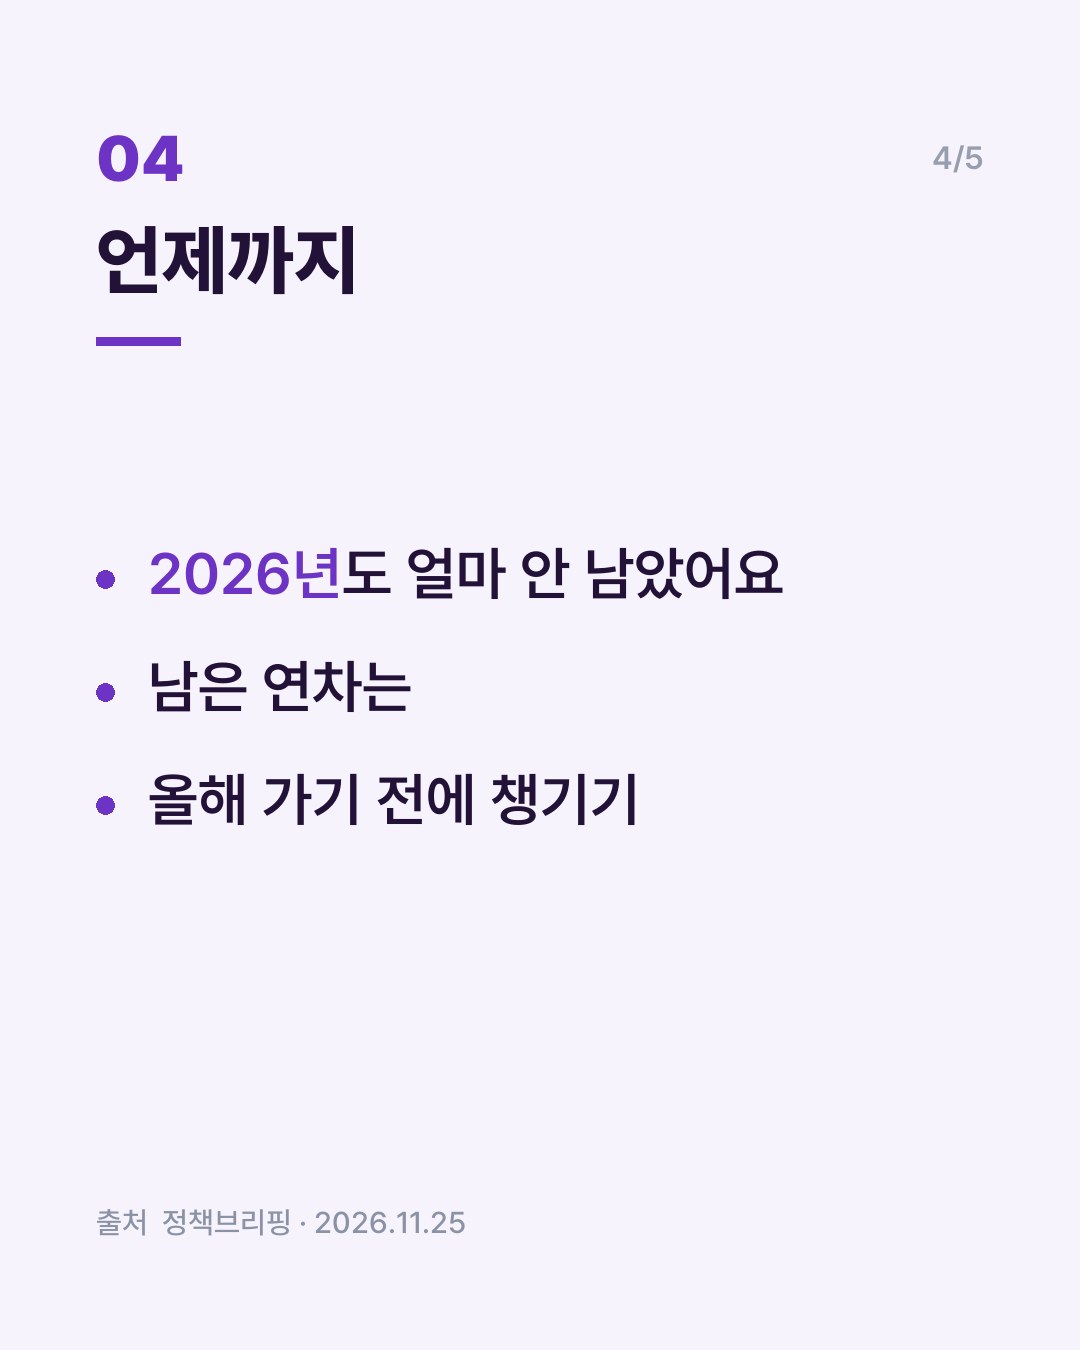 04
4/5
언제까지
• 2026년도 얼마 안 남았어요
• 남은 연차는
• 올해 가기 전에 챙기기
출처 정책브리핑 · 2026.11.25